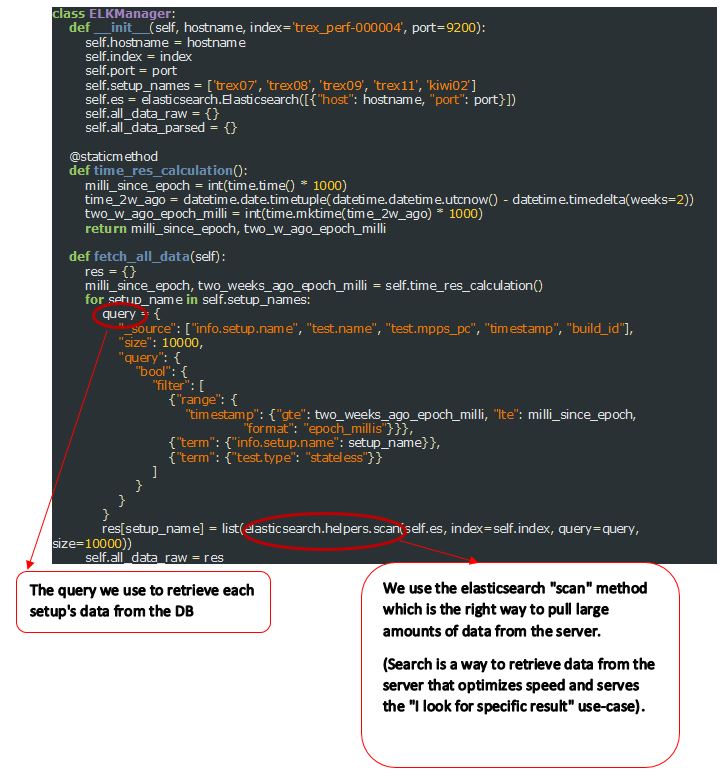 class ELKManager:
    def __init__(self, hostname, index='trex_perf-000004', port=9200):
        self.hostname = hostname
        self.index = index
        self.port = port
        self.setup_names = ['trex07', 'trex08', 'trex09', 'trex11', 'kiwi02']
        self.es = elasticsearch.Elasticsearch([{"host": hostname, "port": port}])
        self.all_data_raw = {}
        self.all_data_parsed = {}

    @staticmethod
    def time_res_calculation():
        milli_since_epoch = int(time.time() * 1000)
        time_2w_ago = datetime.date.timetuple(datetime.datetime.utcnow() - datetime.timedelta(weeks=2))
        two_w_ago_epoch_milli = int(time.mktime(time_2w_ago) * 1000)
        return milli_since_epoch, two_w_ago_epoch_milli

    def fetch_all_data(self):
        res = {}
        milli_since_epoch, two_weeks_ago_epoch_milli = self.time_res_calculation()
        for setup_name in self.setup_names:
            query = {
                "_source": ["info.setup.name", "test.name", "test.mpps_pc", "timestamp", "build_id"],
                "size": 10000,
                "query": {
                    "bool": {
                        "filter": [
                            {"range": {
                                "timestamp": {"gte": two_weeks_ago_epoch_milli, "lte": milli_since_epoch,
                                              "format": "epoch_millis"}}},
                            {"term": {"info.setup.name": setup_name}},
                            {"term": {"test.type": "stateless"}}
                        ]
                    }
                }
            }
            res[setup_name] = list(elasticsearch.helpers.scan(self.es, index=self.index, query=query,
size=10000))
        self.all_data_raw = res
The query we use to retrieve each
setup's data from the DB
We use the elasticsearch "scan" method
which is the right way to pull large
amounts of data from the server.
(Search is a way to retrieve data from the
server that optimizes speed and serves
the "I look for specific result" use-case).